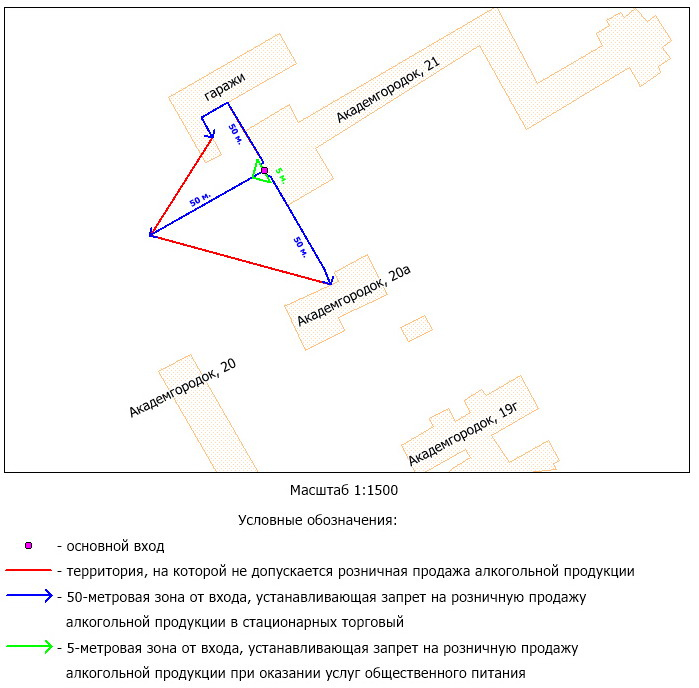 гаражи
Академгородок, 21
50 м.
5 м.
50 м.
50 м.
Академгородок, 20а
Академгородок, 20
Академгородок, 19г
Масштаб 1:1500
Условные обозначения:
- основной вход
- территория, на которой не допускается розничная продажа алкогольной продукции
- 50-метровая зона от входа, устанавливающая запрет на розничную продажу
алкогольной продукции в стационарных торговый
- 5-метровая зона от входа, устанавливающая запрет на розничную продажу
алкогольной продукции при оказании услуг общественного питания